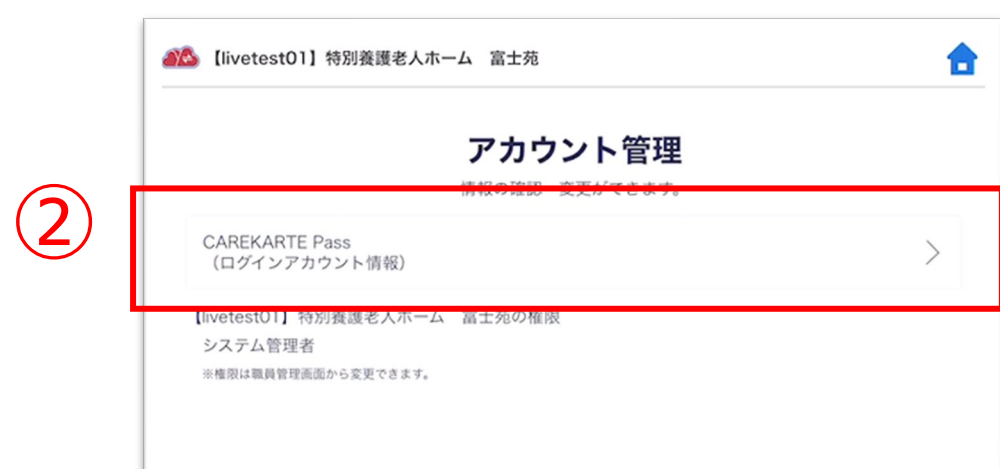 【livetest01】特別養護老人ホーム　富士苑
アカウント管理
情報の確認・変更ができます。
②
CAREKARTE Pass
（ログインアカウント情報）
【livetest01】特別養護老人ホーム　富士苑の権限
システム管理者
※権限は職員管理画面から変更できます。